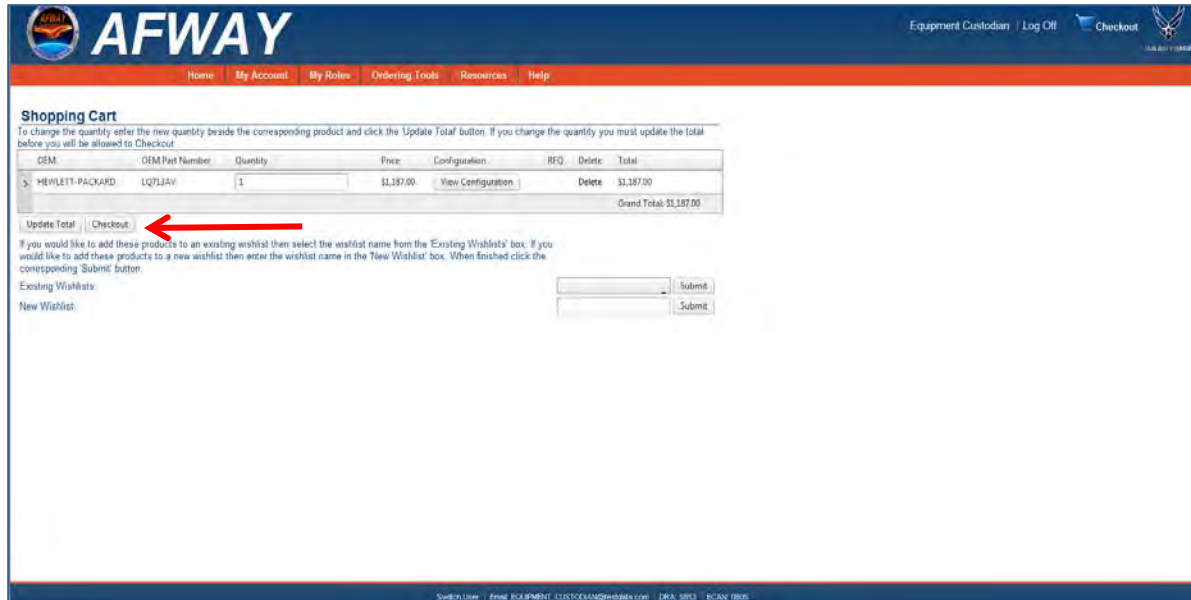 AFWAY
Equipment Custodian | Log Off Checkout
Home My Account My Roles Ordering Tools Resources Help
Shopping Cart
To change the quantity enter the new quantity beside the corresponding product and click the 'Update Total' button. If you change the quantity you must update the total
before you will be allowed to Checkout
OEM OEM Part Number Quantity Price Configuration RFQ Delete Total
HEWLETT-PACKARD LQ713AV 1 $1,187.00 View Configuration Delete $1,187.00
Grand Total: $1,187.00
Update Total Checkout
If you would like to add these products to an existing wishlist then select the wishlist name from the 'Existing Wishlists' box. If you
would like to add these products to a new wishlist then enter the wishlist name in the 'New Wishlist' box. When finished click the
corresponding 'Submit' button.
Existing Wishlists: Submit
New Wishlist: Submit
Switch User | Email: EQUIPMENT_CUSTODIAN@testdata.com | DRA: 5853 |